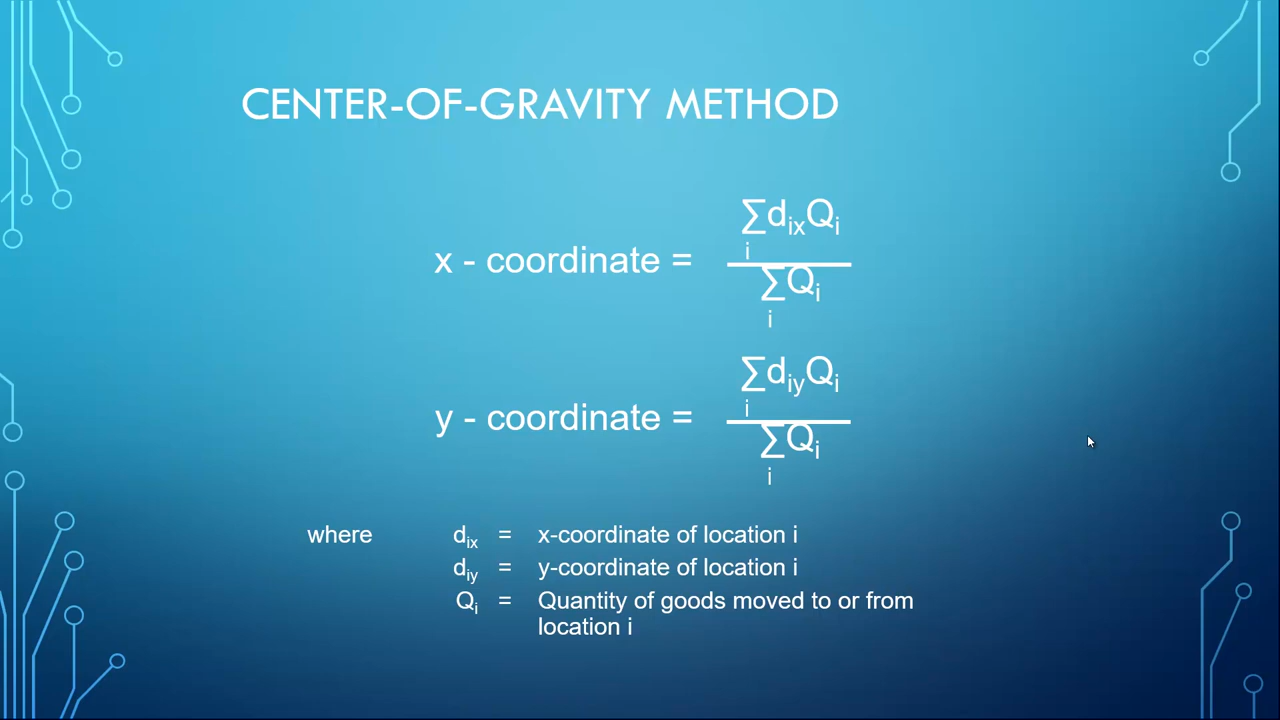 CENTER-OF-GRAVITY METHOD
∑dixQi
i
x - coordinate =
∑Qi
i
∑diyQi
i
y - coordinate =
∑Qi
i
where dix = x-coordinate of location i
diy = y-coordinate of location i
Qi = Quantity of goods moved to or from
location i